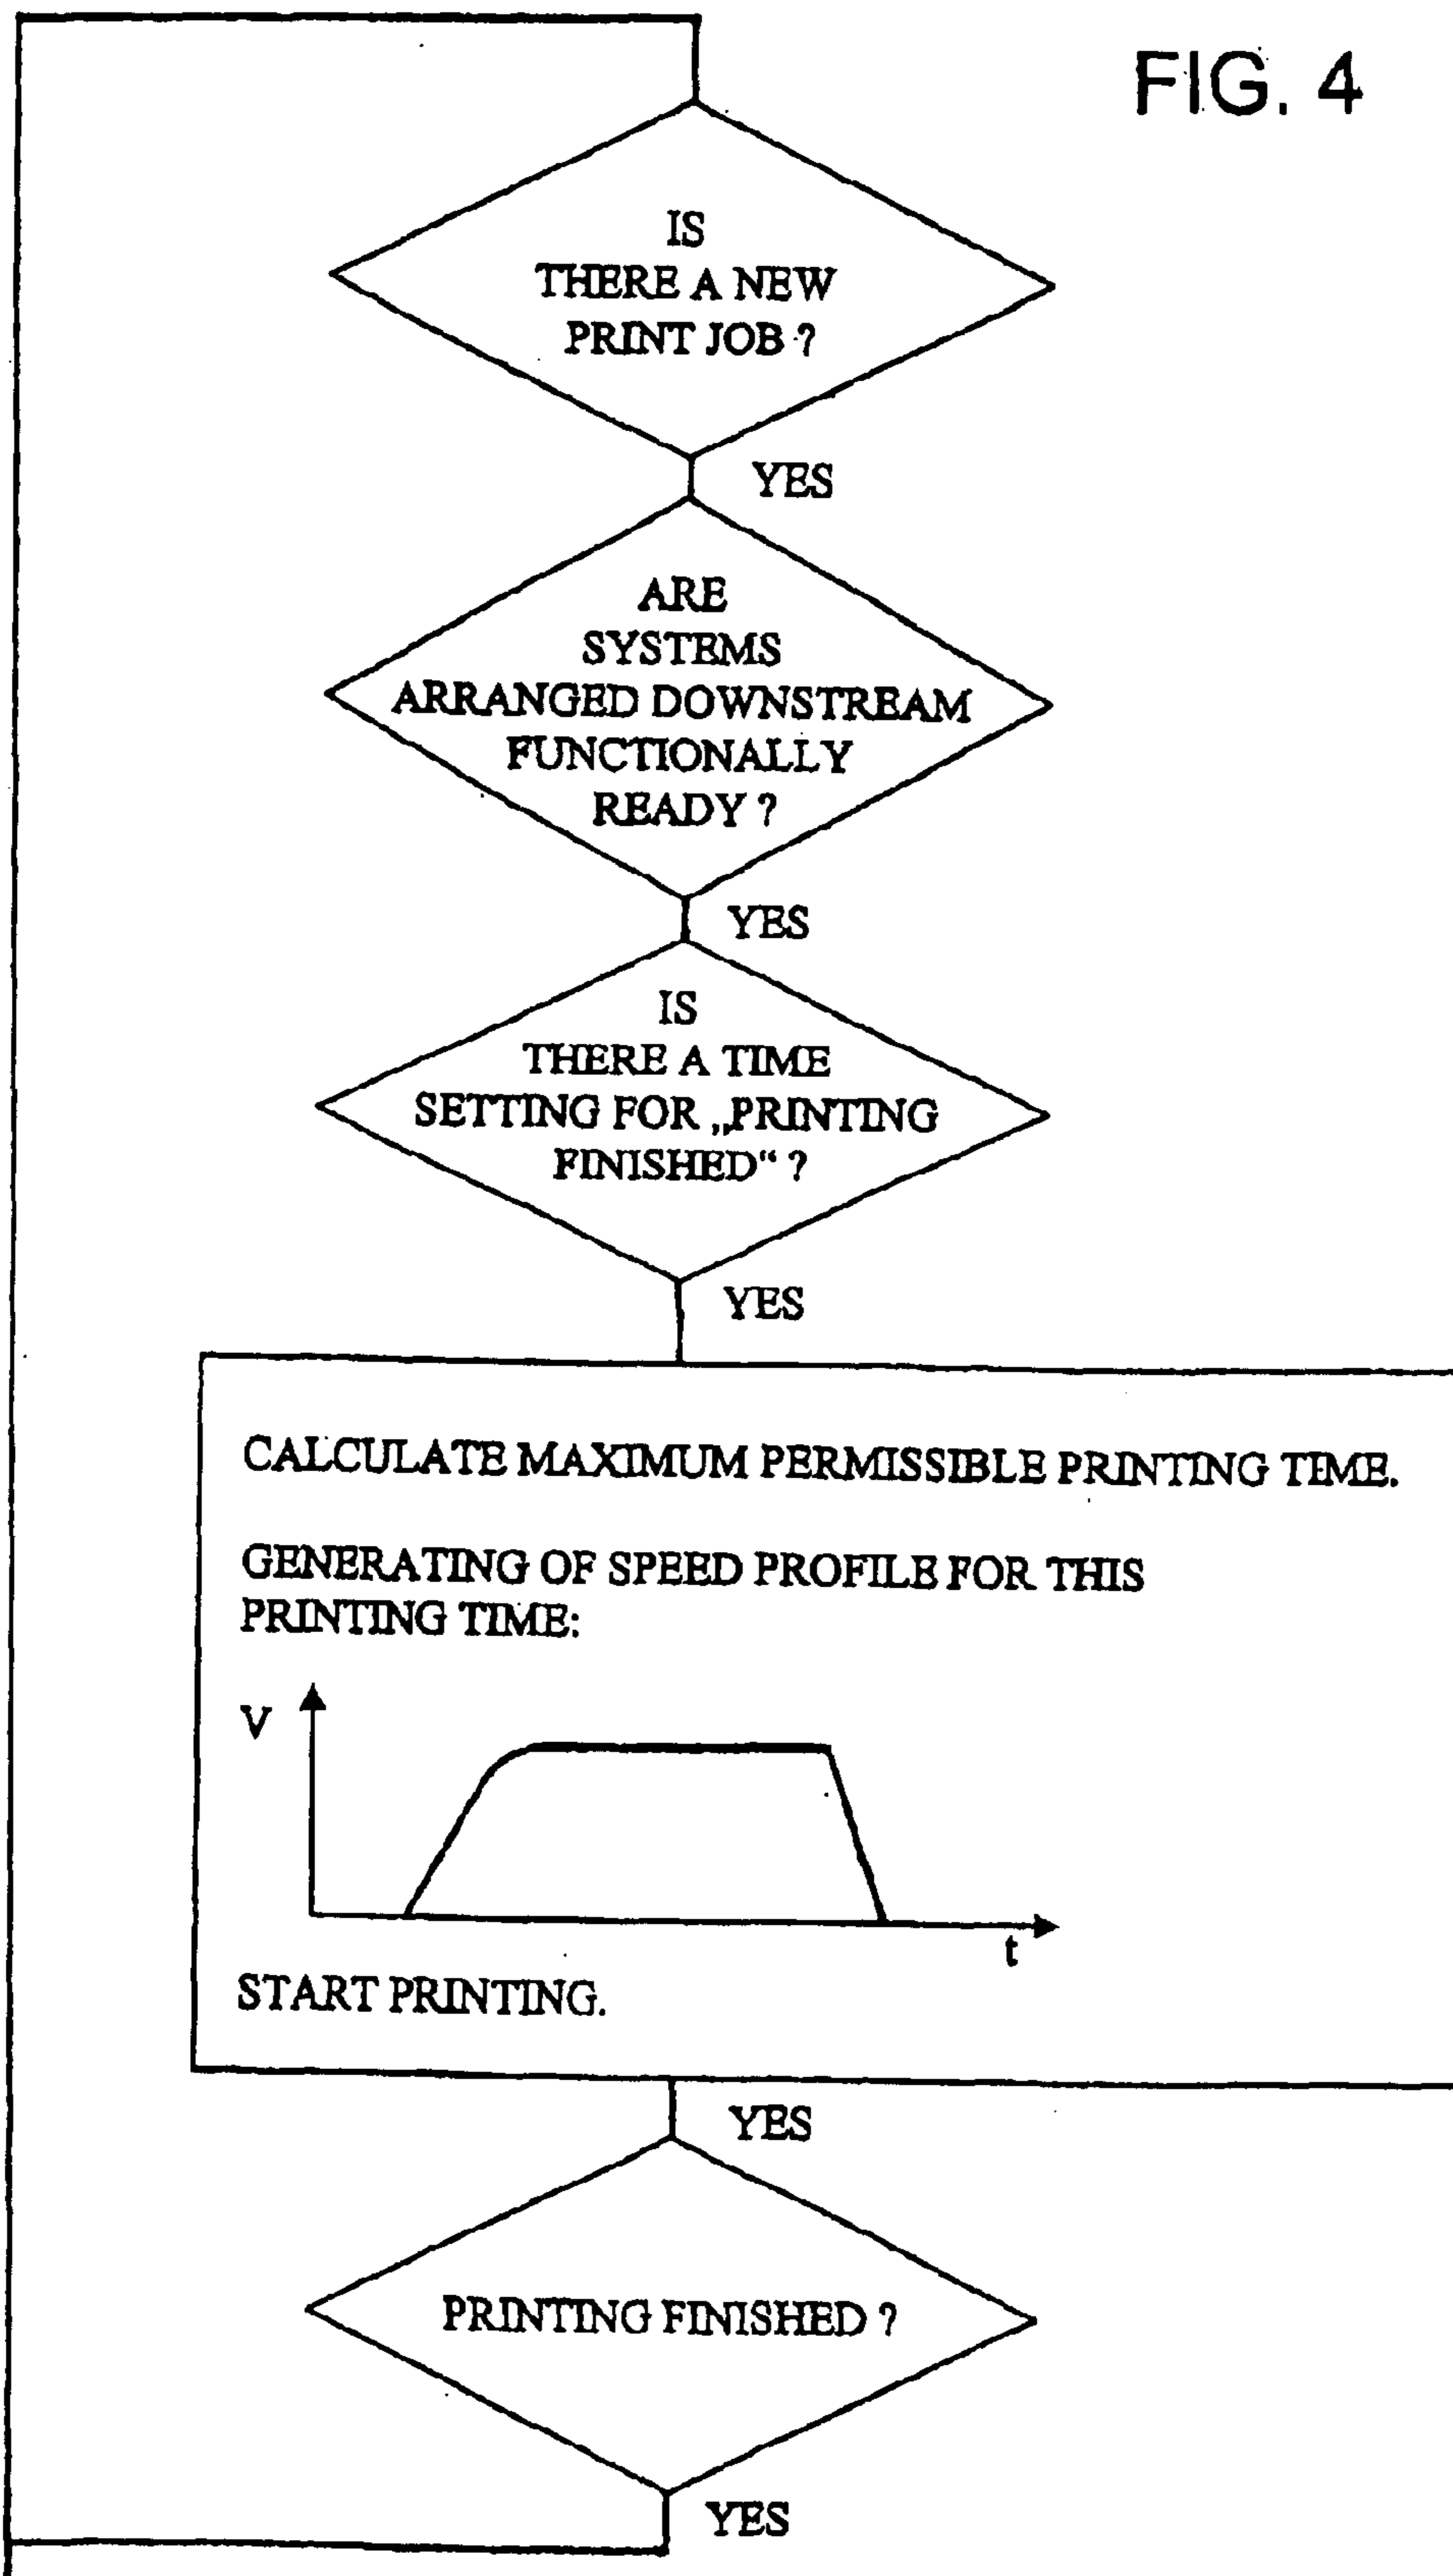 FIG. 4
IS
THERE A NEW
PRINT JOB ?
YES
ARE
SYSTEMS
ARRANGED DOWNSTREAM
FUNCTIONALLY
READY ?
YES
IS
THERE A TIME
SETTING FOR „PRINTING
FINISHED“ ?
YES
CALCULATE MAXIMUM PERMISSIBLE PRINTING TIME.
GENERATING OF SPEED PROFILE FOR THIS
PRINTING TIME:
V
t
START PRINTING.
YES
PRINTING FINISHED ?
YES